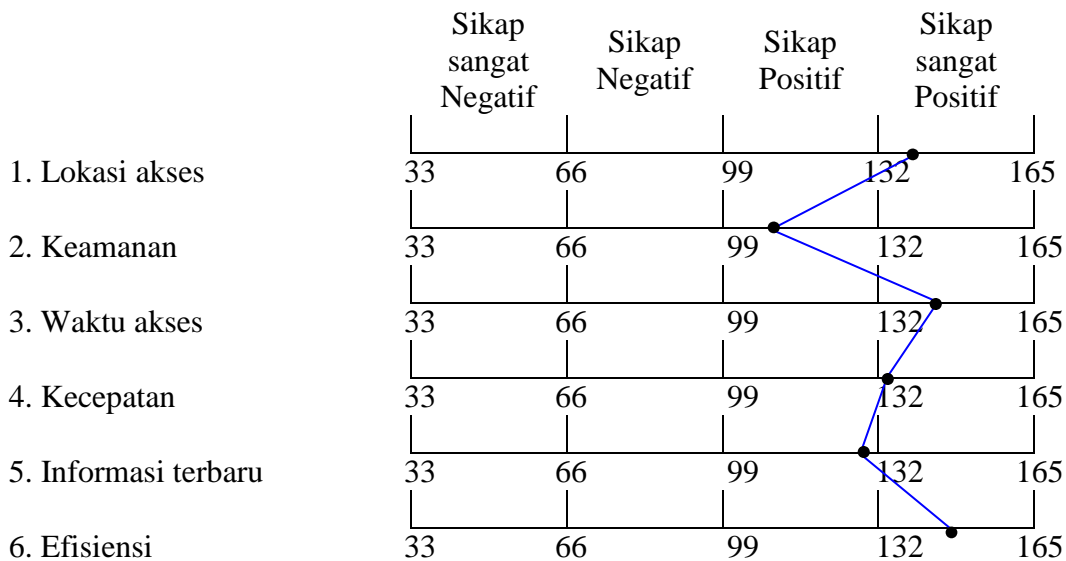 Sikap sangat Negatif
Sikap Negatif
Sikap Positif
Sikap sangat Positif
1. Lokasi akses 33 66 99 132 165
2. Keamanan 33 66 99 132 165
3. Waktu akses 33 66 99 132 165
4. Kecepatan 33 66 99 132 165
5. Informasi terbaru 33 66 99 132 165
6. Efisiensi 33 66 99 132 165